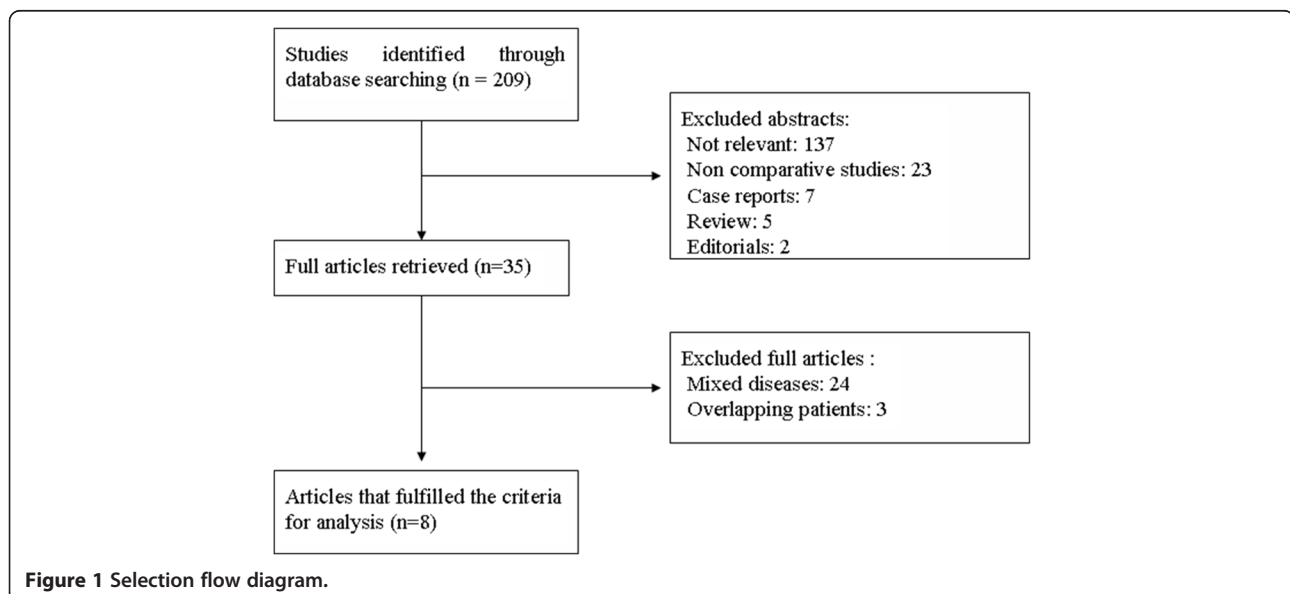 Studies identified through
database searching (n = 209)
Excluded abstracts:
Not relevant: 137
Non comparative studies: 23
Case reports: 7
Review: 5
Editorials: 2
Full articles retrieved (n=35)
Excluded full articles :
Mixed diseases: 24
Overlapping patients: 3
Articles that fulfilled the criteria
for analysis (n=8)
Figure 1 Selection flow diagram.